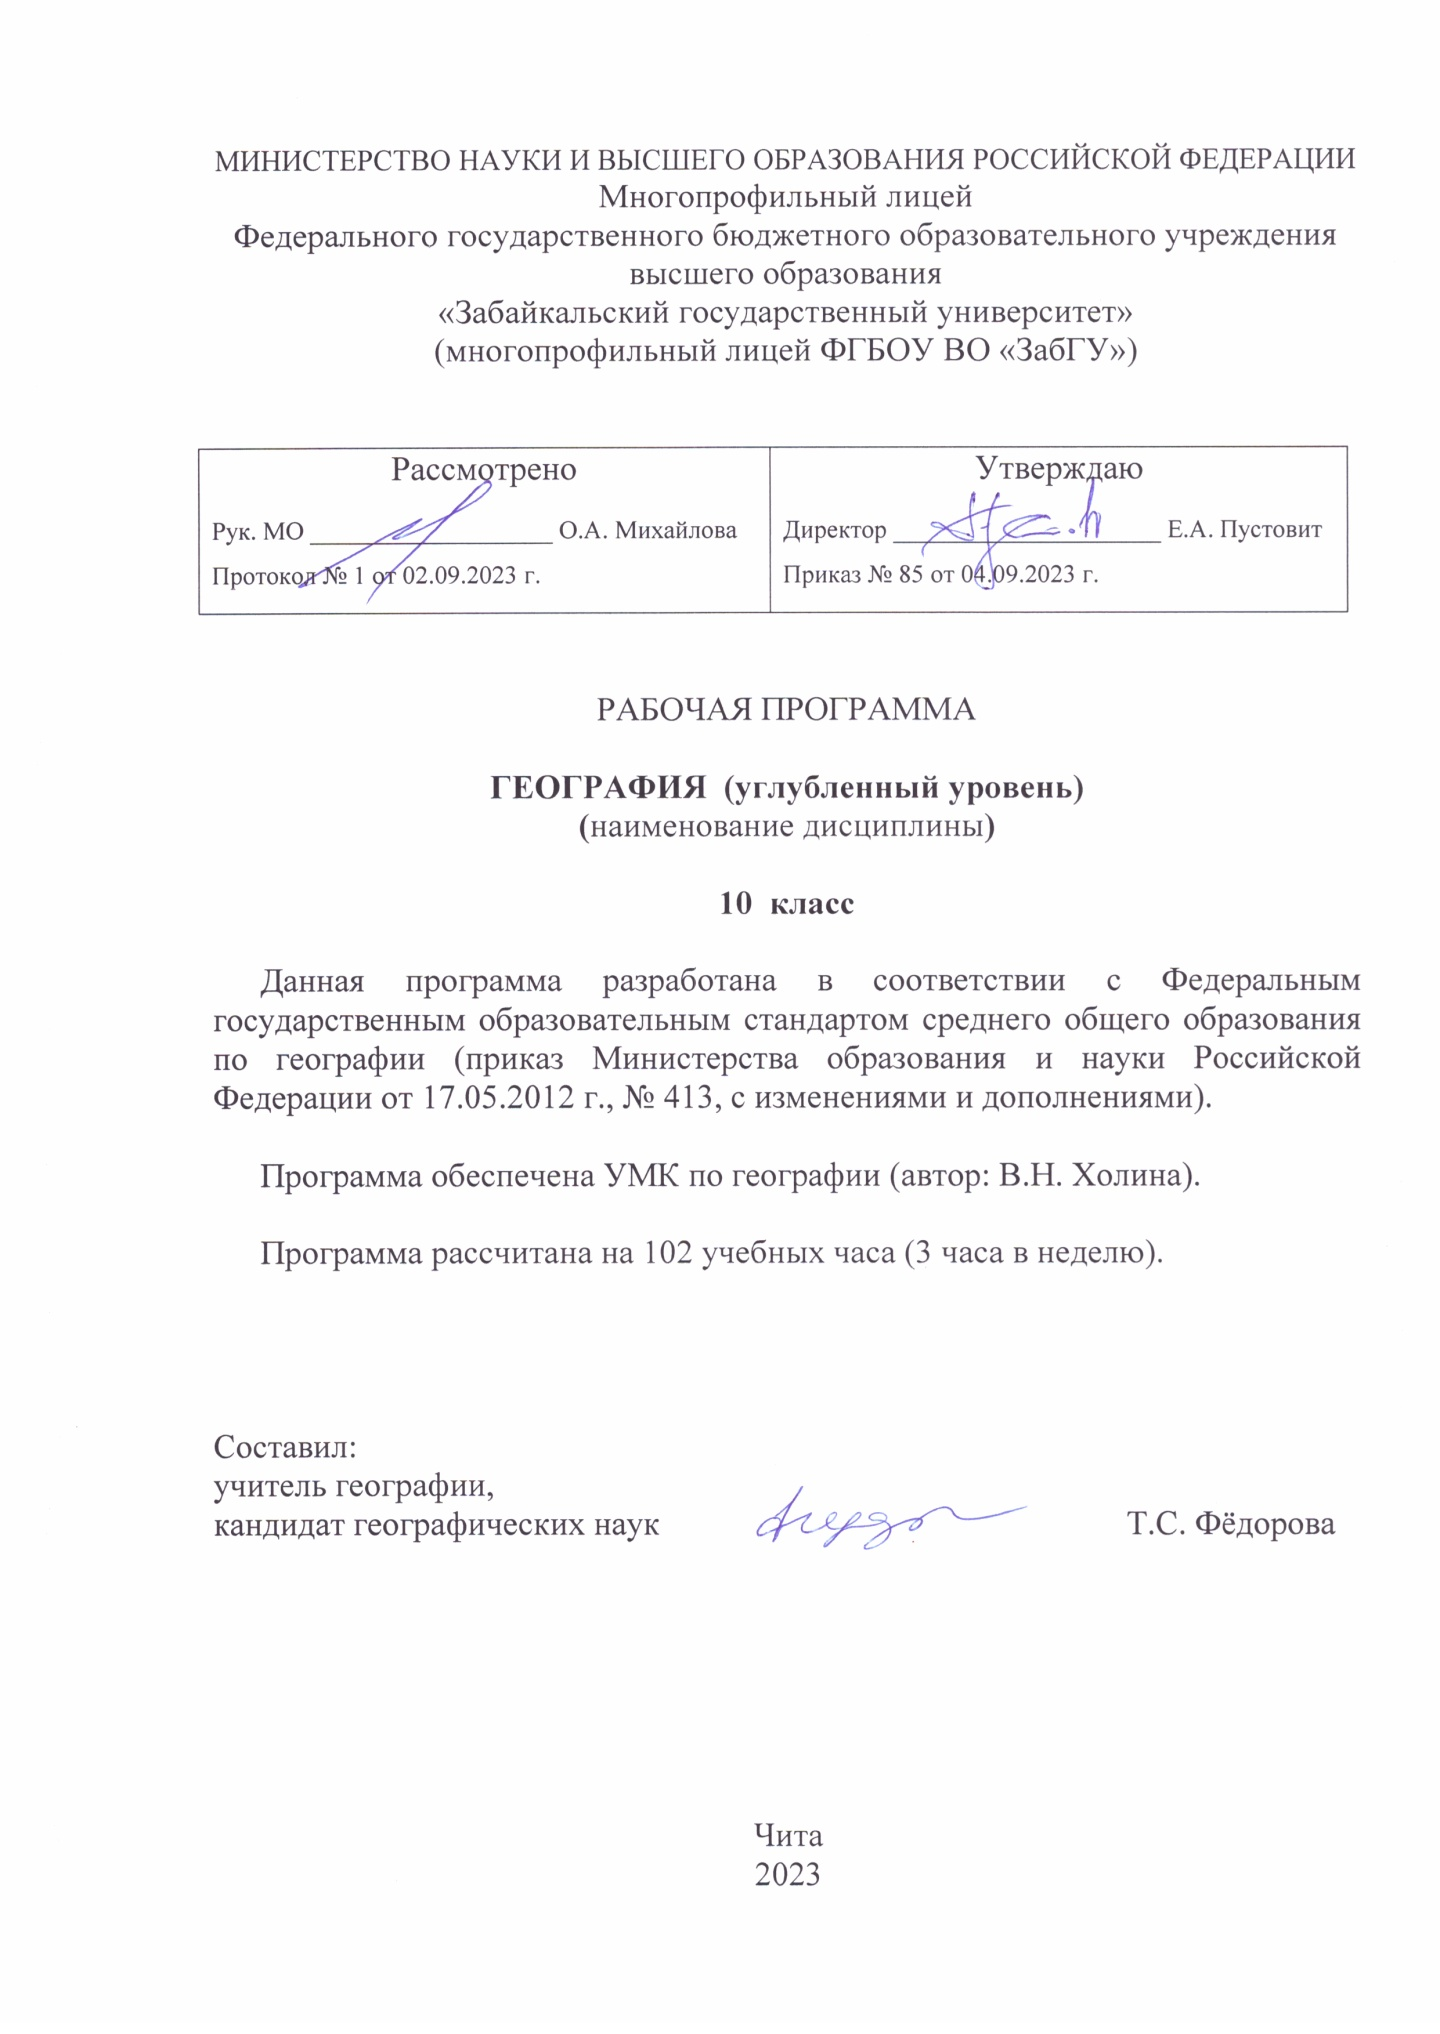 МИНИСТЕРСТВО НАУКИ И ВЫСШЕГО ОБРАЗОВАНИЯ РОССИЙСКОЙ ФЕДЕРАЦИИ
Многопрофильный лицей
Федерального государственного бюджетного образовательного учреждения
высшего образования
«Забайкальский государственный университет»
(многопрофильный лицей ФГБОУ ВО «ЗабГУ»)
Рассмотрено
Рук. МО __________________ О.А. Михайлова
Протокол № 1 от 02.09.2023 г.
Утверждаю
Директор ____________________ Е.А. Пустовит
Приказ № 85 от 04.09.2023 г.
РАБОЧАЯ ПРОГРАММА
ГЕОГРАФИЯ (углубленный уровень)
(наименование дисциплины)
10 класс
Данная программа разработана в соответствии с Федеральным
государственным образовательным стандартом среднего общего образования
по географии (приказ Министерства образования и науки Российской
Федерации от 17.05.2012 г., № 413, с изменениями и дополнениями).
Программа обеспечена УМК по географии (автор: В.Н. Холина).
Программа рассчитана на 102 учебных часа (3 часа в неделю).
Составил:
учитель географии,
кандидат географических наук Т.С. Фёдорова
Чита
2023